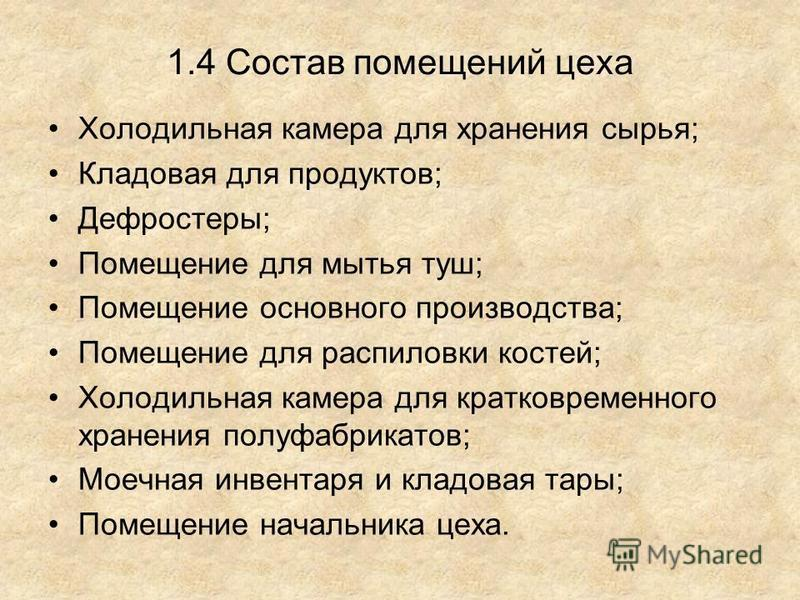 1.4 Состав помещений цеха
• Холодильная камера для хранения сырья;
• Кладовая для продуктов;
• Дефростеры;
• Помещение для мытья туш;
• Помещение основного производства;
• Помещение для распиловки костей;
• Холодильная камера для кратковременного
хранения полуфабрикатов;
• Моечная инвентаря и кладовая тары;
• Помещение начальника цеха.
MyShared